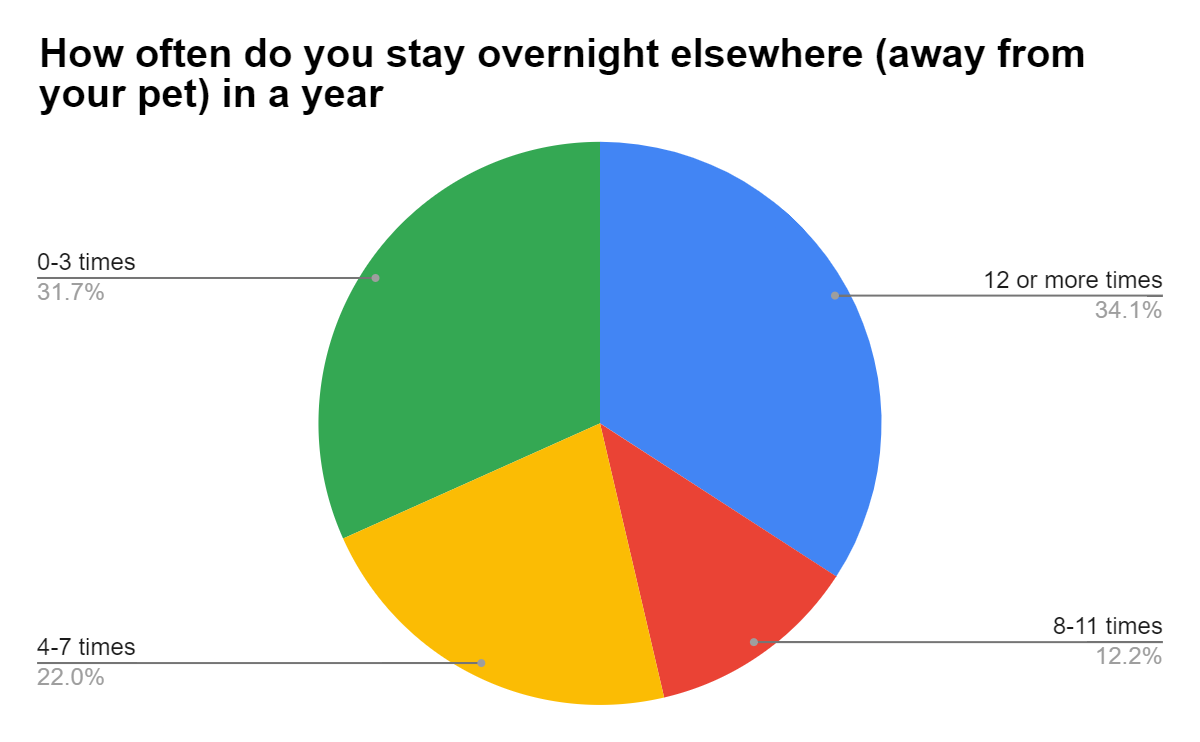 How often do you stay overnight elsewhere (away from
your pet) in a year
0-3 times
31.7%
12 or more times
34.1%
4-7 times
22.0%
8-11 times
12.2%